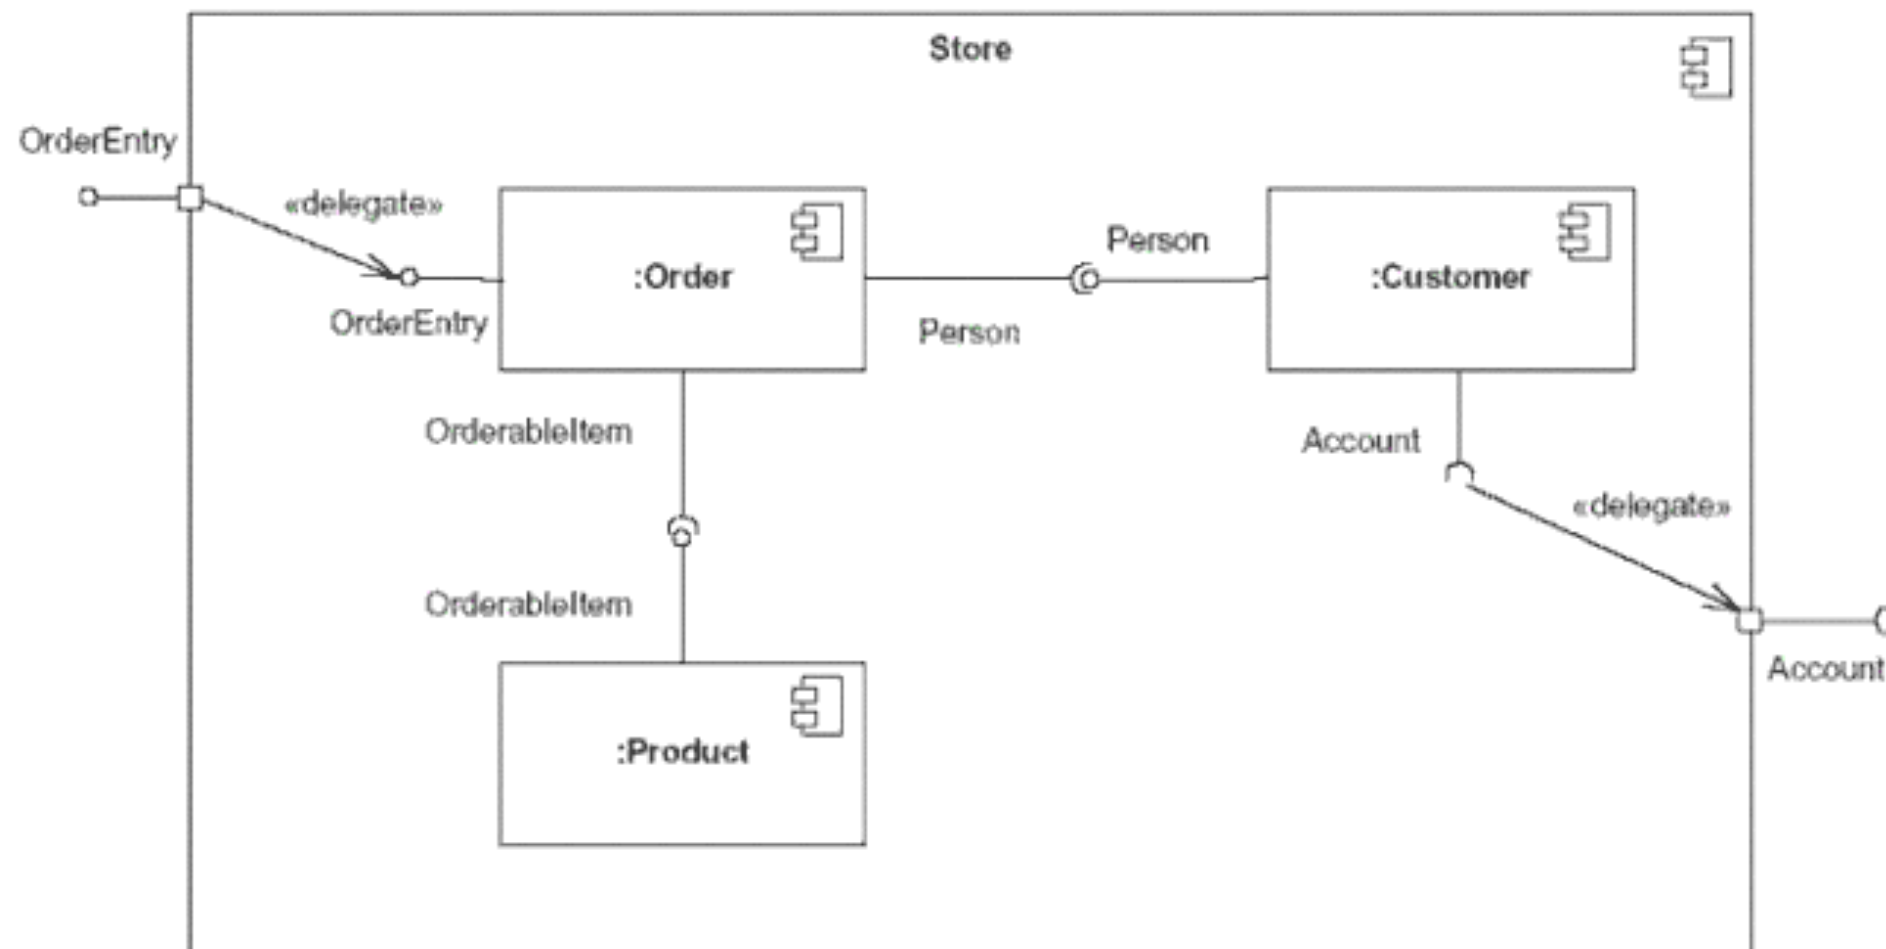 Store
OrderEntry
«delegate»
:Order
Person
:Customer
OrderEntry
Person
OrderableItem
Account
«delegate»
OrderableItem
Account
:Product